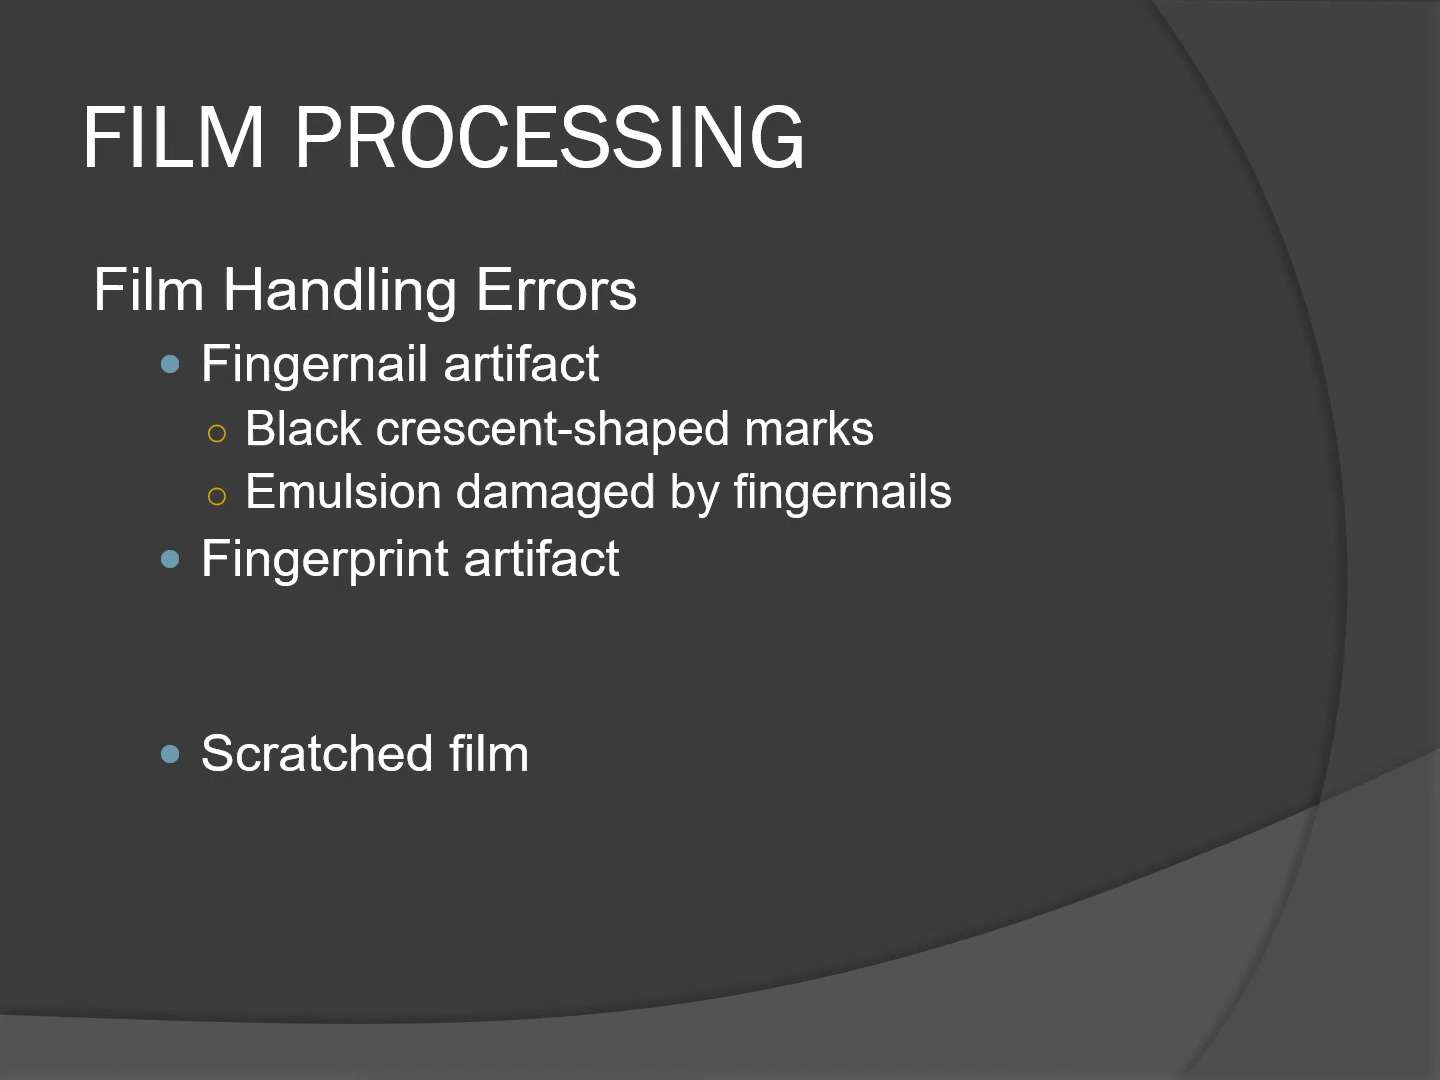 FILM PROCESSING
Film Handling Errors
Fingernail artifact
Black crescent-shaped marks
Emulsion damaged by fingernails
Fingerprint artifact
Scratched film